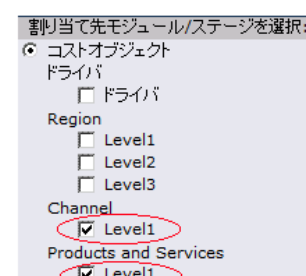 割り当て先モジュール/ステージを選択:
コストオブジェクト
ドライバ
ドライバ
Region
Level1
Level2
Level3
Channel
Level1
Products and Services
Level1